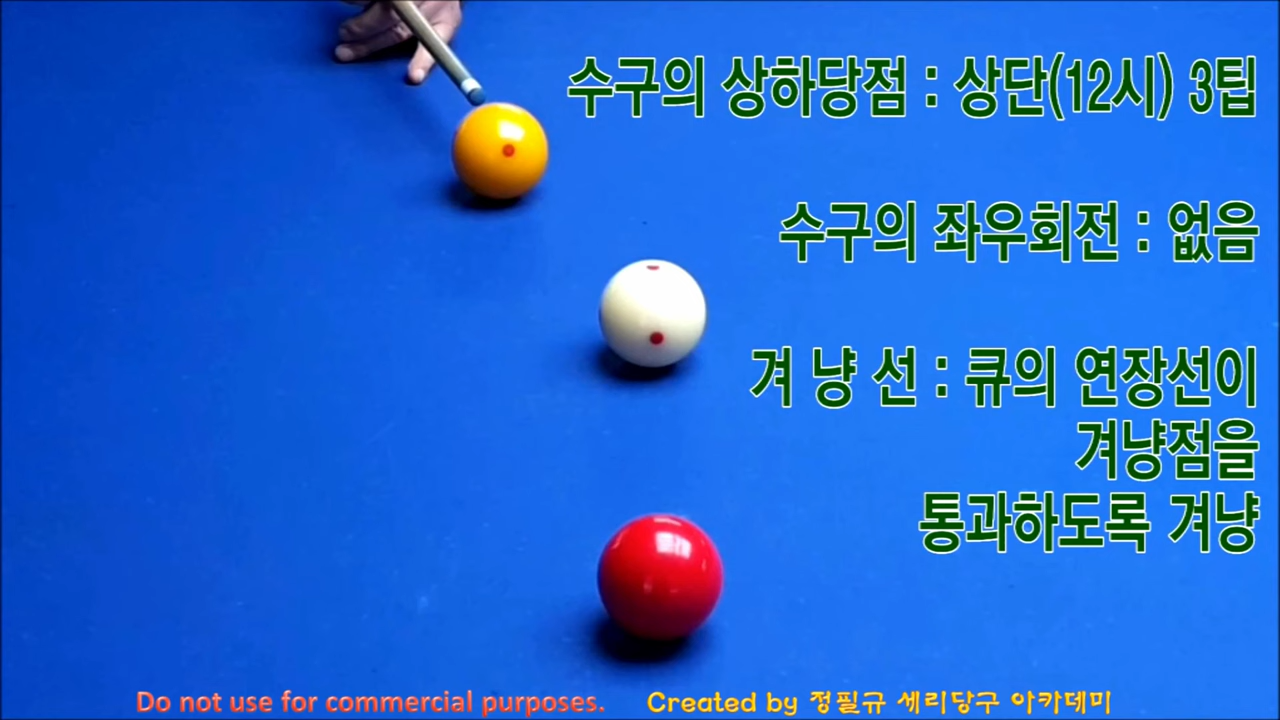 수구의 상하당점 : 상단(12시) 3팁
수구의 좌우회전 : 없음
겨 냥 선 : 큐의 연장선이
겨냥점을
통과하도록 겨냥
Do not use for commercial purposes. Created by 정필규 세리당구 아카데미